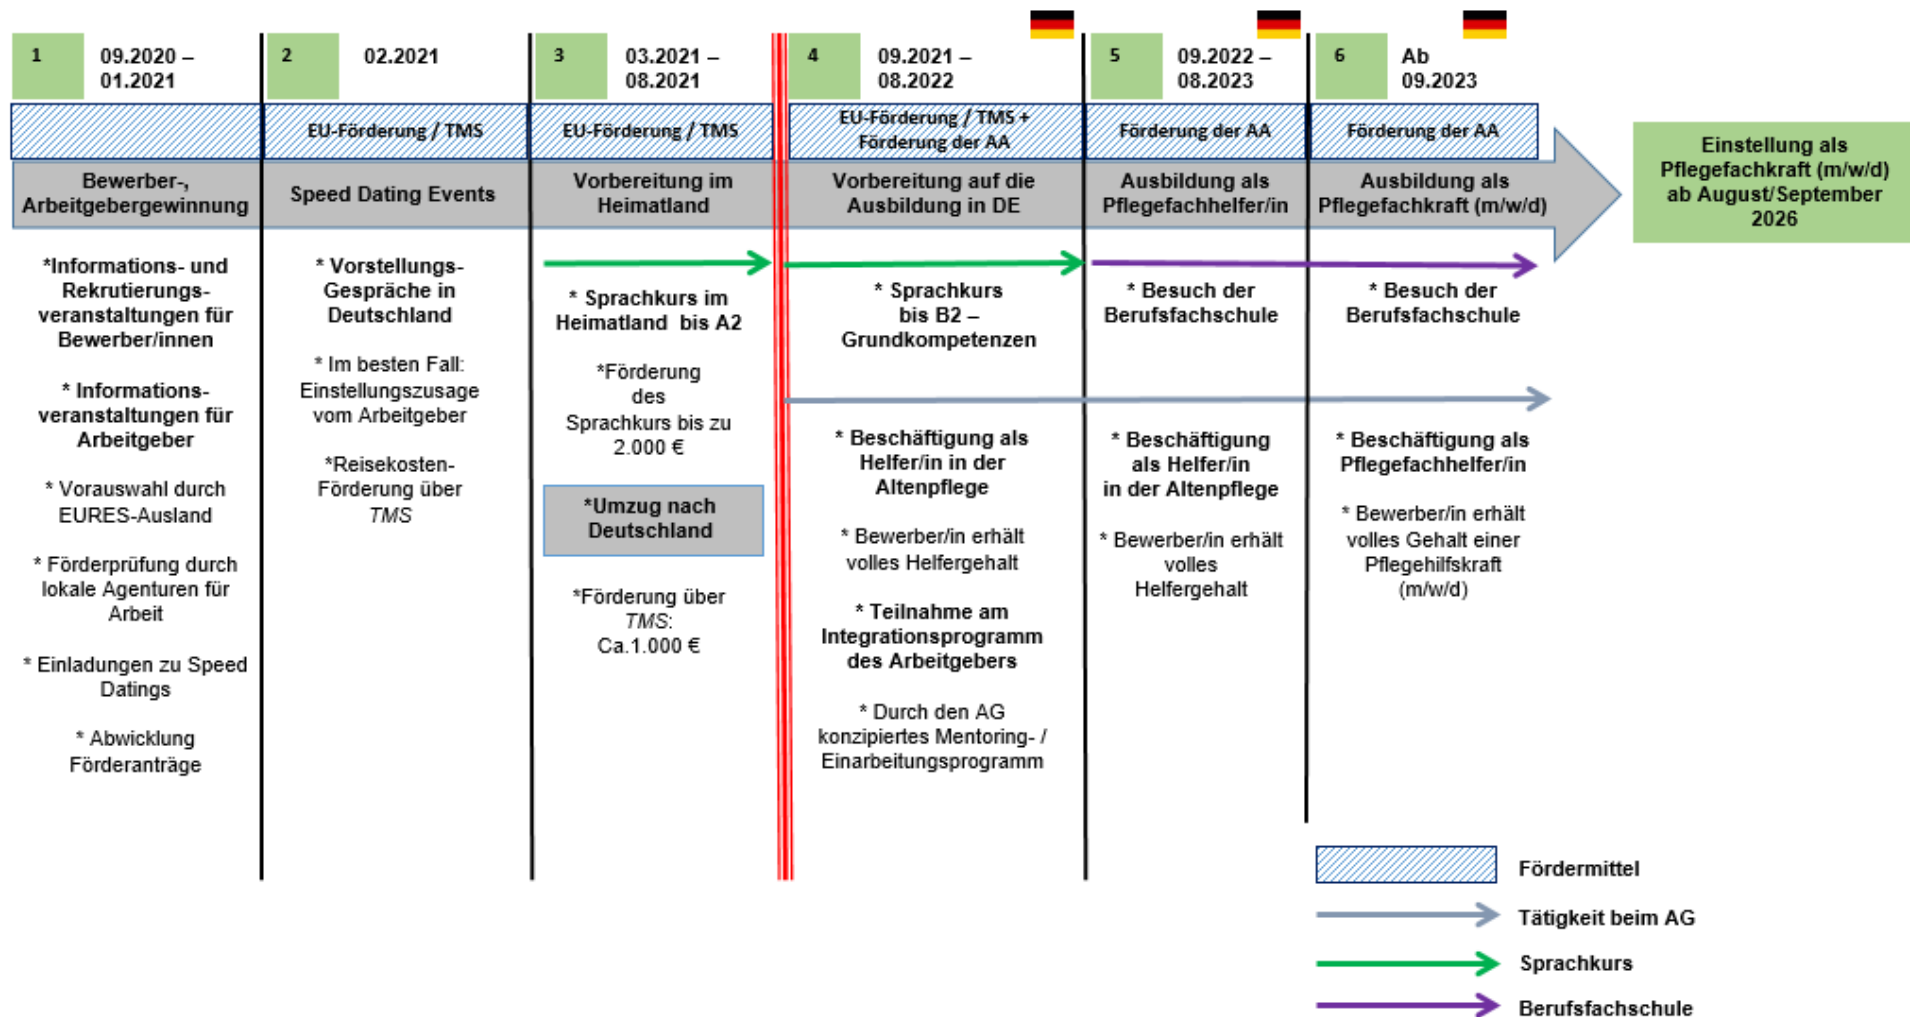 1
09.2020 –
01.2021
2
02.2021
3
03.2021 –
08.2021
4
09.2021 –
08.2022
5
09.2022 –
08.2023
6
Ab
09.2023
EU-Förderung / TMS
EU-Förderung / TMS
EU-Förderung / TMS +
Förderung der AA
Förderung der AA
Förderung der AA
Bewerber-,
Arbeitgebergewinnung
Speed Dating Events
Vorbereitung im
Heimatland
Vorbereitung auf die
Ausbildung in DE
Ausbildung als
Pflegefachhelfer/in
Ausbildung als
Pflegefachkraft (m/w/d)
Einstellung als
Pflegefachkraft (m/w/d)
ab August/September
2026
*Informations- und
Rekrutierungs-
veranstaltungen für
Bewerber/innen
* Informations-
veranstaltungen für
Arbeitgeber
* Vorauswahl durch
EURES-Ausland
* Förderprüfung durch
lokale Agenturen für
Arbeit
* Einladungen zu Speed
Datings
* Abwicklung
Förderanträge
* Vorstellungs-
Gespräche in
Deutschland
* Im besten Fall:
Einstellungszusage
vom Arbeitgeber
*Reisekosten-
Förderung über
TMS
* Sprachkurs im
Heimatland bis A2
*Förderung
des
Sprachkurs bis zu
2.000 €
*Umzug nach
Deutschland
*Förderung über
TMS:
Ca.1.000 €
* Sprachkurs
bis B2 –
Grundkompetenzen
* Beschäftigung als
Helfer/in in der
Altenpflege
* Bewerber/in erhält
volles Helfergehalt
* Teilnahme am
Integrationsprogramm
des Arbeitgebers
* Durch den AG
konzipiertes Mentoring- /
Einarbeitungsprogramm
* Besuch der
Berufsfachschule
* Beschäftigung
als Helfer/in
in der Altenpflege
* Bewerber/in erhält
volles
Helfergehalt
* Besuch der
Berufsfachschule
* Beschäftigung als
Pflegefachhelfer/in
* Bewerber/in erhält
volles Gehalt einer
Pflegehilfskraft
(m/w/d)
Fördermittel
Tätigkeit beim AG
Sprachkurs
Berufsfachschule